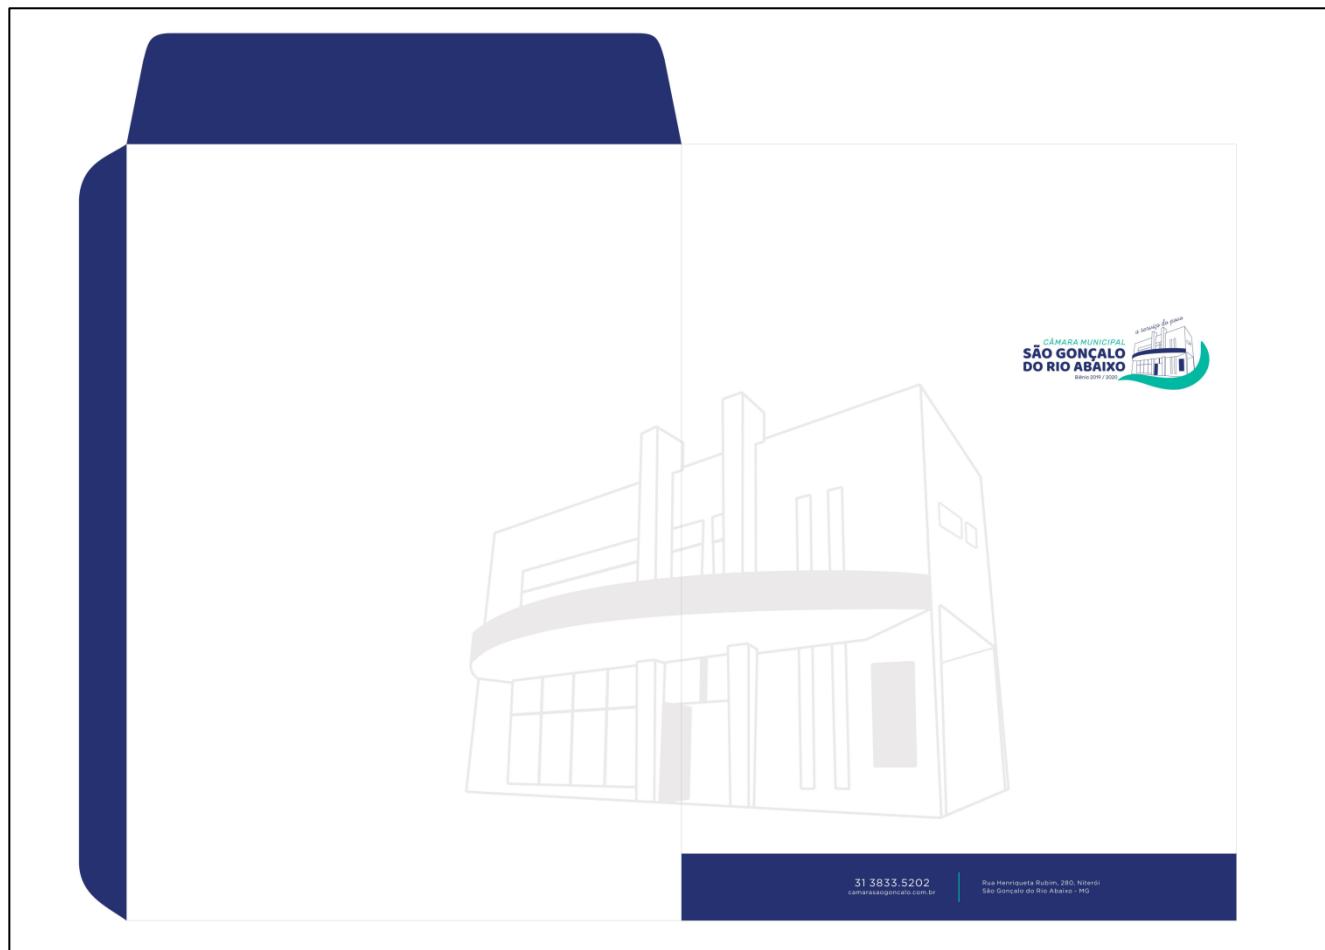 a serviço do povo
CÂMARA MUNICIPAL
SÃO GONÇALO
DO RIO ABAIXO
Biênio 2019 / 2020
31 3833.5202
camarasaogoncalo.com.br
Rua Henriqueta Rubim, 280, Niterói
São Gonçalo do Rio Abaixo - MG